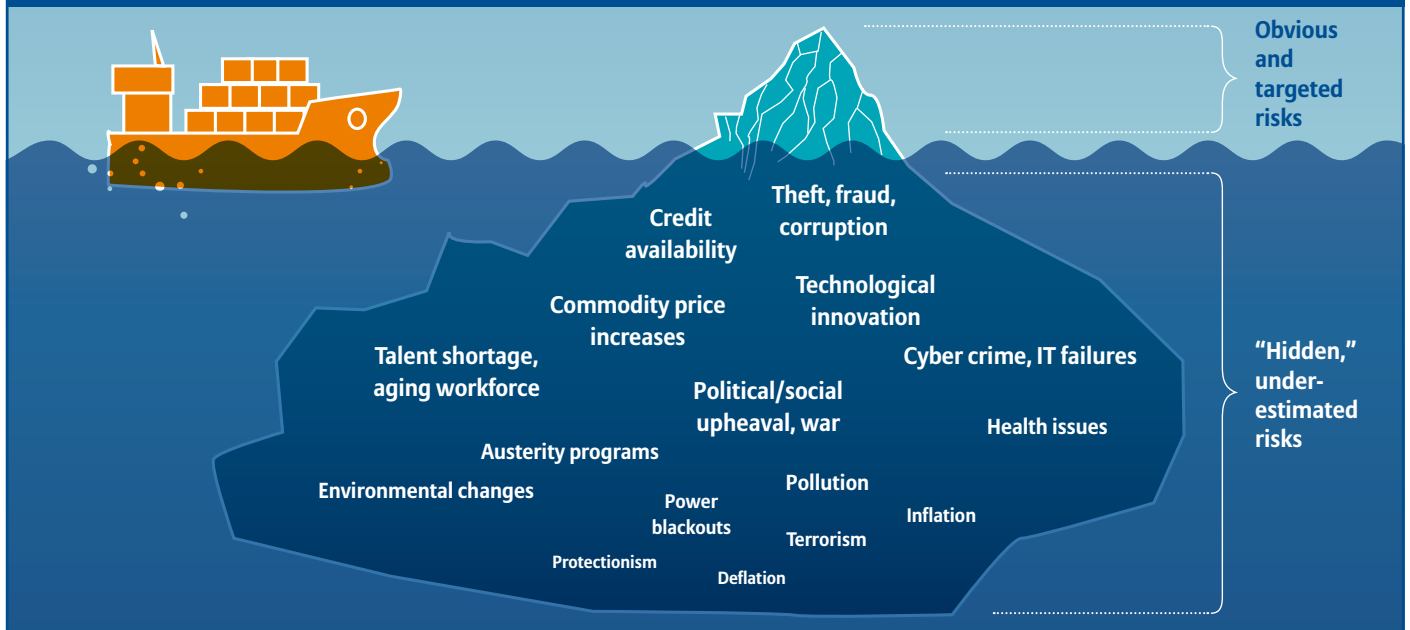 Obvious
and
targeted
risks
Theft, fraud,
corruption
Credit
availability
Technological
innovation
Commodity price
increases
Talent shortage,
aging workforce
Cyber crime, IT failures
“Hidden,”
under-
estimated
risks
Political/social
upheaval, war
Health issues
Austerity programs
Environmental changes
Pollution
Power
blackouts
Inflation
Terrorism
Protectionism
Deflation